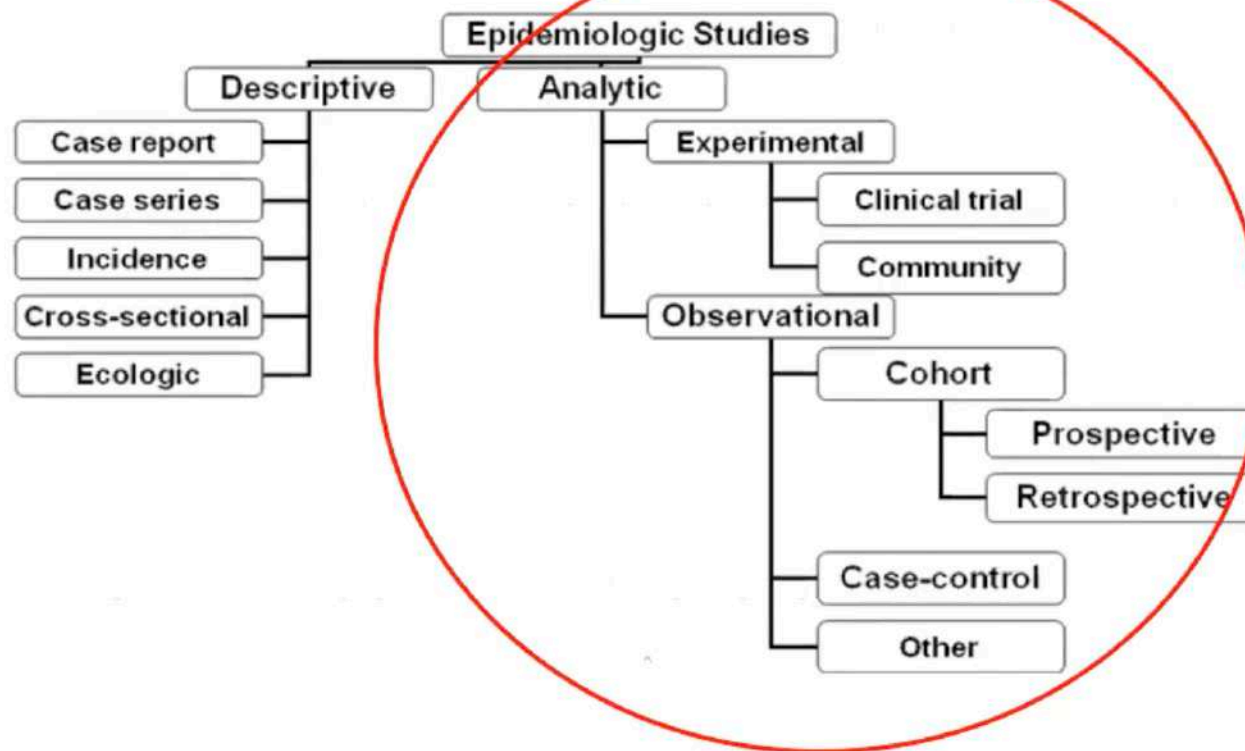 Epidemiologic Studies
Descriptive
Analytic
Case report
Case series
Incidence
Cross-sectional
Ecologic
Experimental
Clinical trial
Community
Observational
Cohort
Prospective
Retrospective
Case-control
Other